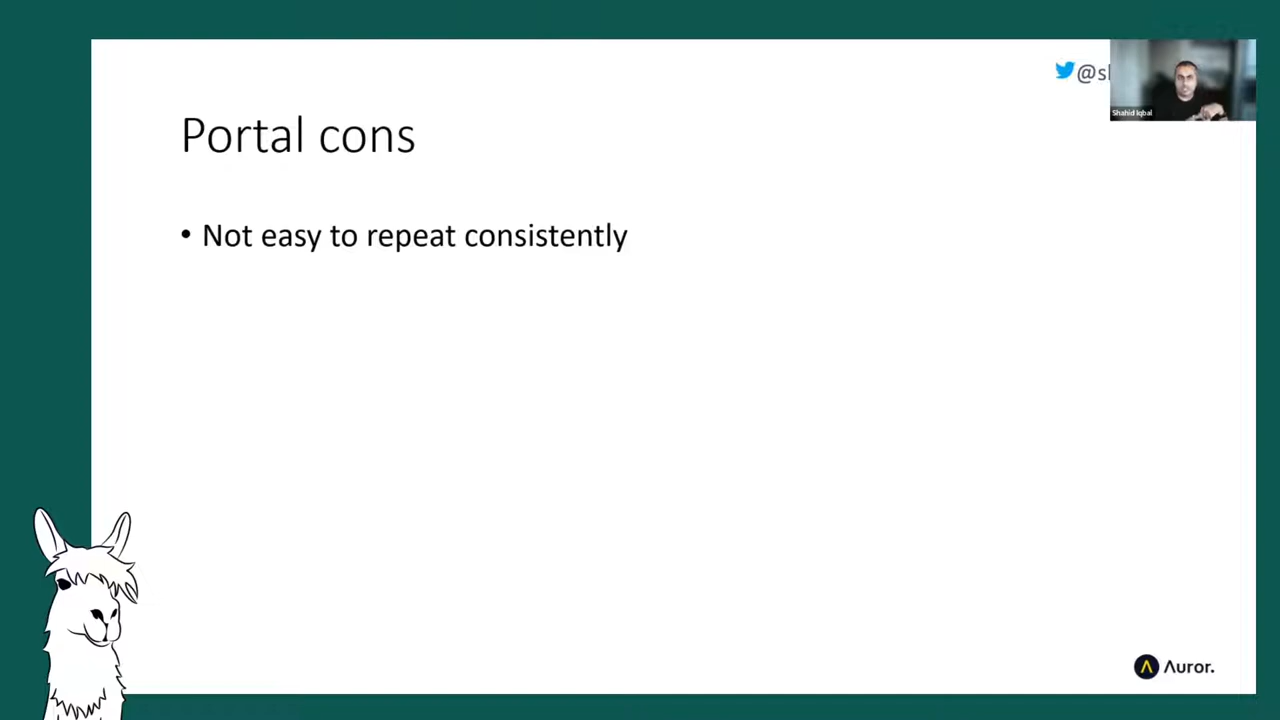 @sh
Shahid Iqbal
Portal cons
• Not easy to repeat consistently
Auror.